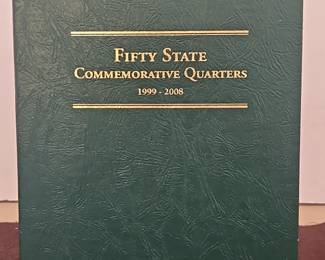 Fifty State
Commemorative Quarters
1999 - 2008